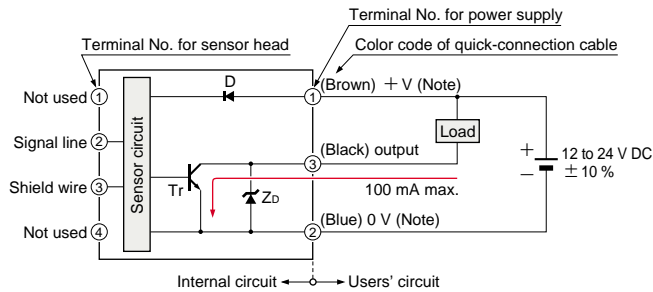 Terminal No. for power supply
Terminal No. for sensor head
Color code of quick-connection cable
D
(Brown) + V (Note)
Not used 1
1
Load
Signal line 2
Sensor circuit
(Black) output
3
+
−
12 to 24 V DC
± 10 %
Shield wire 3
Tr
ZD
100 mA max.
(Blue) 0 V (Note)
Not used 4
2
Internal circuit
Users' circuit